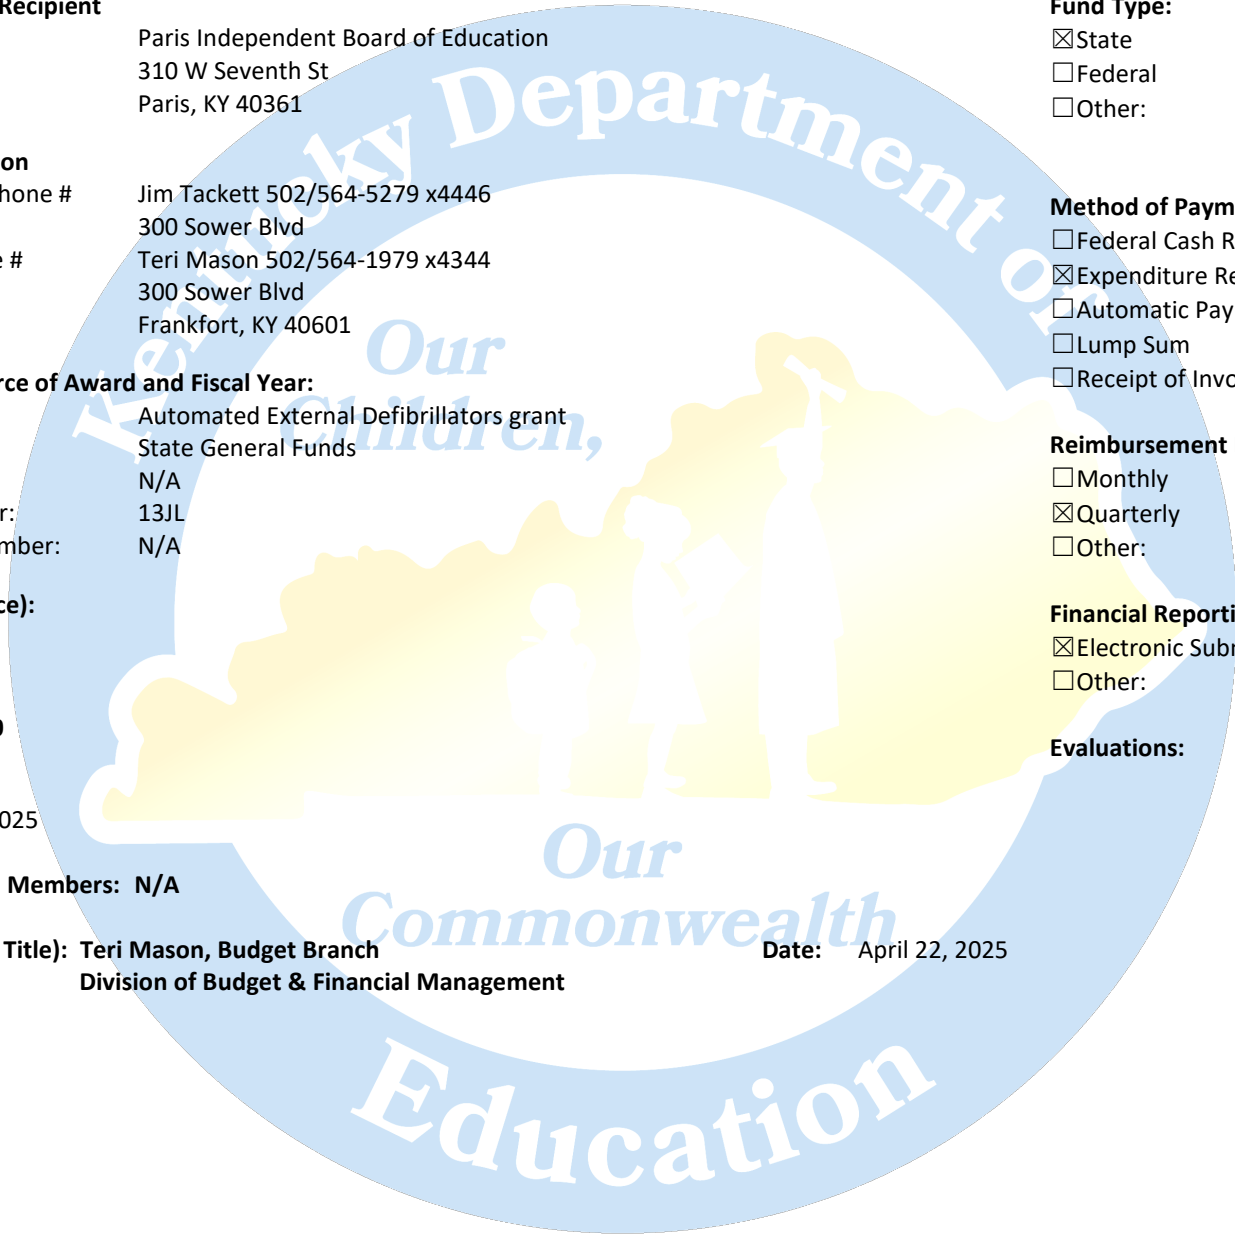 Recipient
Paris Independent Board of Education
310 W Seventh St
Paris, KY 40361
on
hone # Jim Tackett 502/564-5279 x4446
300 Sower Blvd
e # Teri Mason 502/564-1979 x4344
300 Sower Blvd
Frankfort, KY 40601
rce of Award and Fiscal Year:
Automated External Defibrillators grant
State General Funds
N/A
r: 13JL
mber: N/A
ce):
025
Members: N/A
Title): Teri Mason, Budget Branch Date: April 22, 2025
Division of Budget & Financial Management
Fund Type:
☒State
☐Federal
☐Other:
Method of Paym
☐Federal Cash R
☒Expenditure Re
☐Automatic Pay
☐Lump Sum
☐Receipt of Invo
Reimbursement
☐Monthly
☒Quarterly
☐Other:
Financial Reporti
☒Electronic Subr
☐Other:
Evaluations:
Kentucky Department of
Our
Children,
Our
Commonwealth
Education